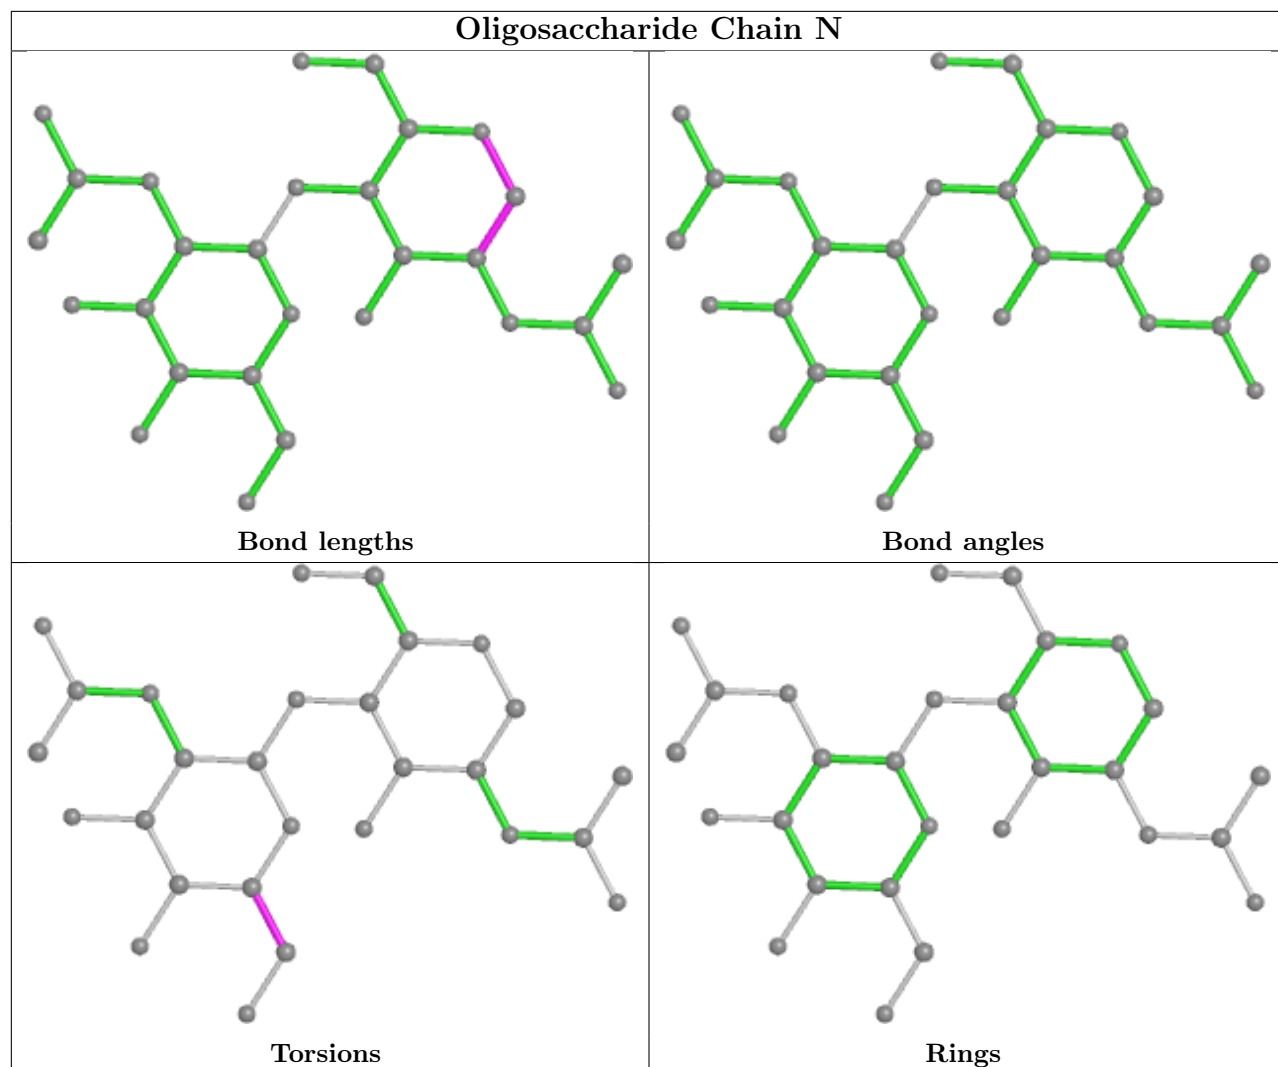 Oligosaccharide Chain N
Bond lengths
Bond angles
Torsions
Rings